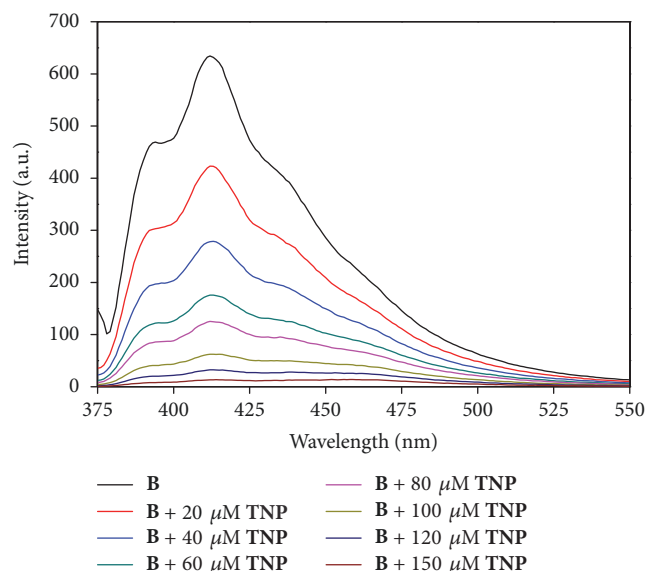 700
600
500
400
300
200
100
0
Intensity (a.u.)
375 400 425 450 475 500 525 550
Wavelength (nm)
B
B + 20 μM TNP
B + 40 μM TNP
B + 60 μM TNP
B + 80 μM TNP
B + 100 μM TNP
B + 120 μM TNP
B + 150 μM TNP